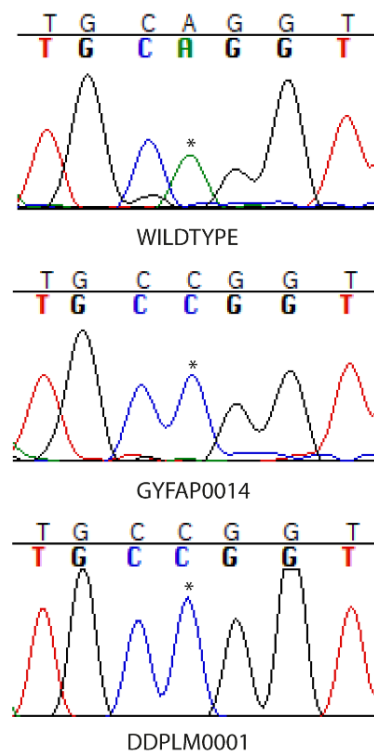 T G C A G G T
T G C A G G T
*
WILDTYPE
T G C C G G T
T G C C G G T
*
GYFAP0014
T G C C G G T
T G C C G G T
*
DDPLM0001